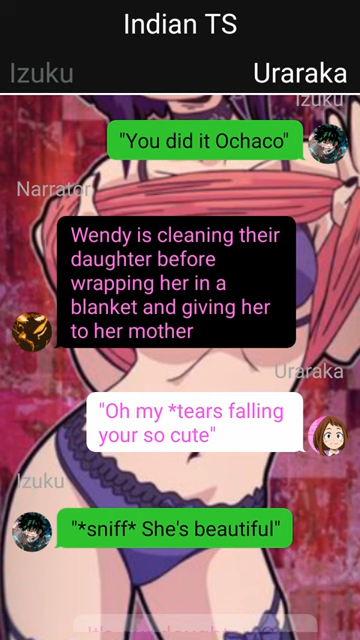 Indian TS
Izuku
Uraraka
Izuku
"You did it Ochaco"
Narrator
Wendy is cleaning their
daughter before
wrapping her in a
blanket and giving her
to her mother
Uraraka
"Oh my *tears falling
your so cute"
Izuku
"*sniff* She's beautiful"